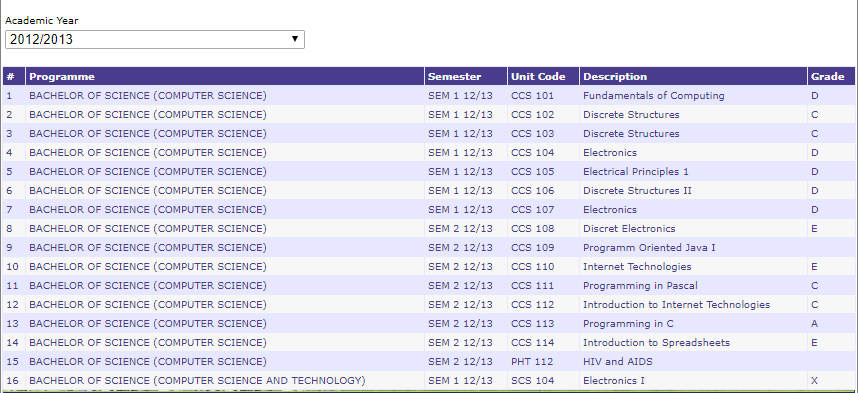 Academic Year
2012/2013
# Programme Semester Unit Code Description Grade
1 BACHELOR OF SCIENCE (COMPUTER SCIENCE) SEM 1 12/13 CCS 101 Fundamentals of Computing D
2 BACHELOR OF SCIENCE (COMPUTER SCIENCE) SEM 1 12/13 CCS 102 Discrete Structures C
3 BACHELOR OF SCIENCE (COMPUTER SCIENCE) SEM 1 12/13 CCS 103 Discrete Structures C
4 BACHELOR OF SCIENCE (COMPUTER SCIENCE) SEM 1 12/13 CCS 104 Electronics D
5 BACHELOR OF SCIENCE (COMPUTER SCIENCE) SEM 1 12/13 CCS 105 Electrical Principles 1 D
6 BACHELOR OF SCIENCE (COMPUTER SCIENCE) SEM 1 12/13 CCS 106 Discrete Structures II D
7 BACHELOR OF SCIENCE (COMPUTER SCIENCE) SEM 1 12/13 CCS 107 Electronics D
8 BACHELOR OF SCIENCE (COMPUTER SCIENCE) SEM 2 12/13 CCS 108 Discret Electronics E
9 BACHELOR OF SCIENCE (COMPUTER SCIENCE) SEM 2 12/13 CCS 109 Programm Oriented Java I
10 BACHELOR OF SCIENCE (COMPUTER SCIENCE) SEM 2 12/13 CCS 110 Internet Technologies E
11 BACHELOR OF SCIENCE (COMPUTER SCIENCE) SEM 2 12/13 CCS 111 Programming in Pascal C
12 BACHELOR OF SCIENCE (COMPUTER SCIENCE) SEM 2 12/13 CCS 112 Introduction to Internet Technologies C
13 BACHELOR OF SCIENCE (COMPUTER SCIENCE) SEM 2 12/13 CCS 113 Programming in C A
14 BACHELOR OF SCIENCE (COMPUTER SCIENCE) SEM 2 12/13 CCS 114 Introduction to Spreadsheets E
15 BACHELOR OF SCIENCE (COMPUTER SCIENCE) SEM 2 12/13 PHT 112 HIV and AIDS
16 BACHELOR OF SCIENCE (COMPUTER SCIENCE AND TECHNOLOGY) SEM 1 12/13 SCS 104 Electronics I X